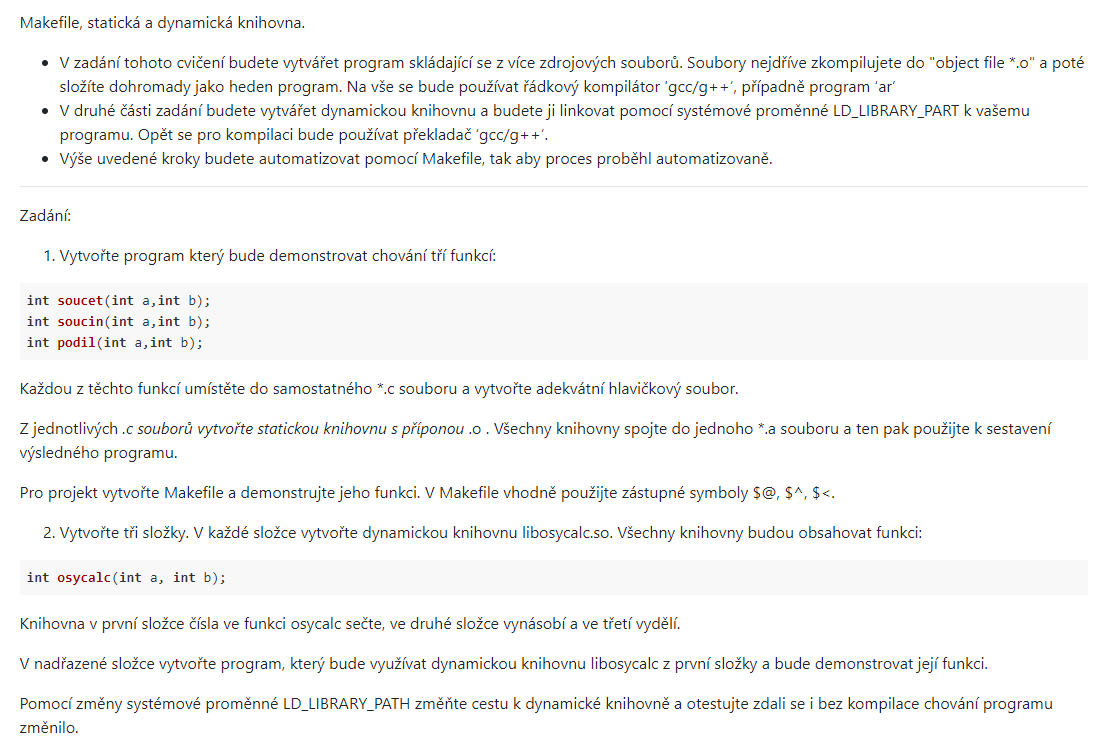 Makefile, statická a dynamická knihovna.
• V zadání tohoto cvičení budete vytvářet program skládající se z více zdrojových souborů. Soubory nejdříve zkompilujete do "object file *.o" a poté
složíte dohromady jako heden program. Na vše se bude používat řádkový kompilátor ‘gcc/g++‘, případně program ‘ar‘
• V druhé části zadání budete vytvářet dynamickou knihovnu a budete ji linkovat pomocí systémové proměnné LD_LIBRARY_PART k vašemu
programu. Opět se pro kompilaci bude používat překladač ‘gcc/g++‘.
• Výše uvedené kroky budete automatizovat pomocí Makefile, tak aby proces proběhl automatizovaně.
Zadání:
1. Vytvořte program který bude demonstrovat chování tří funkcí:
int soucet(int a,int b);
int soucin(int a,int b);
int podil(int a,int b);
Každou z těchto funkcí umístěte do samostatného *.c souboru a vytvořte adekvátní hlavičkový soubor.
Z jednotlivých .c souborů vytvořte statickou knihovnu s příponou .o . Všechny knihovny spojte do jednoho *.a souboru a ten pak použijte k sestavení
výsledného programu.
Pro projekt vytvořte Makefile a demonstrujte jeho funkci. V Makefile vhodně použijte zástupné symboly $@, $^, $<.
2. Vytvořte tři složky. V každé složce vytvořte dynamickou knihovnu libosycalc.so. Všechny knihovny budou obsahovat funkci:
int osycalc(int a, int b);
Knihovna v první složce čísla ve funkci osycalc sečte, ve druhé složce vynásobí a ve třetí vydělí.
V nadřazené složce vytvořte program, který bude využívat dynamickou knihovnu libosycalc z první složky a bude demonstrovat její funkci.
Pomocí změny systémové proměnné LD_LIBRARY_PATH změňte cestu k dynamické knihovně a otestujte zdali se i bez kompilace chování programu
změnilo.